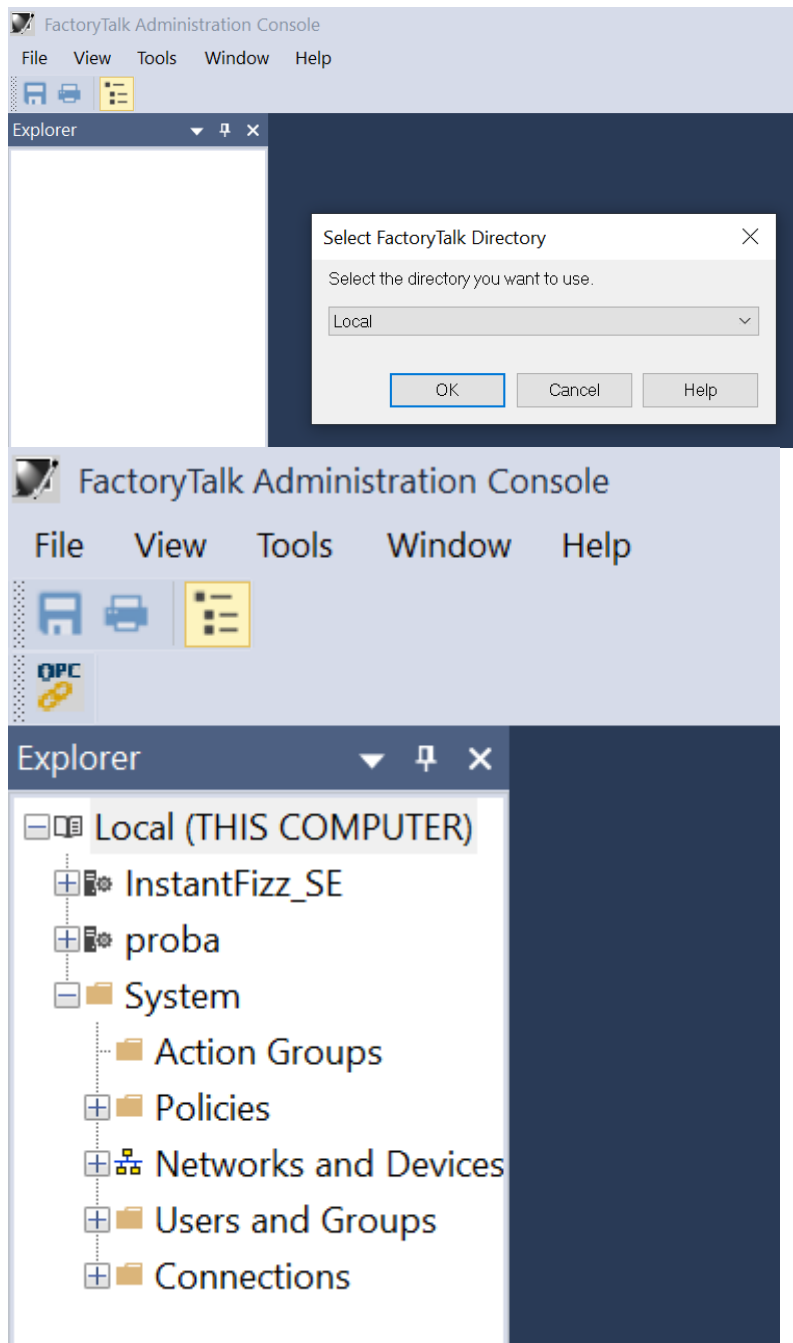 FactoryTalk Administration Console
File View Tools Window Help
Explorer
Select FactoryTalk Directory
Select the directory you want to use.
Local
OK Cancel Help
FactoryTalk Administration Console
File View Tools Window Help
OPC
Explorer
Local (THIS COMPUTER)
InstantFizz_SE
proba
System
Action Groups
Policies
Networks and Devices
Users and Groups
Connections